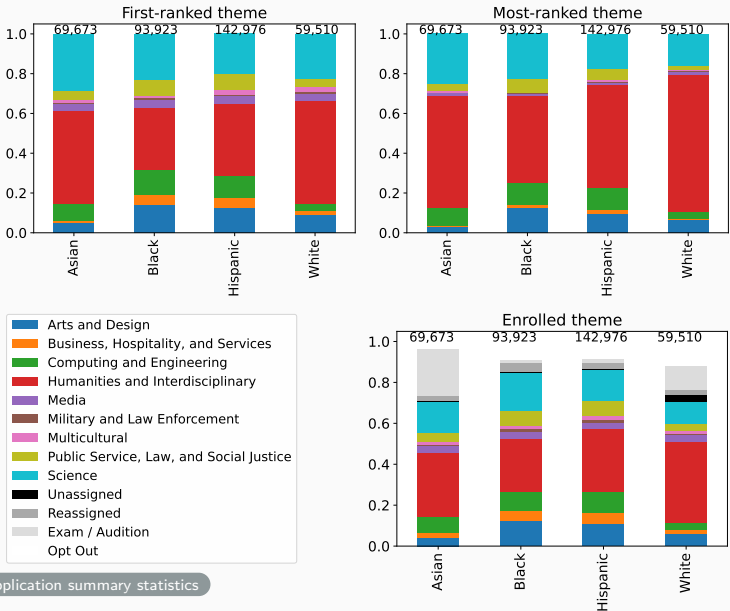 First-ranked theme
69,673 93,923 142,976 59,510
1.0
0.8
0.6
0.4
0.2
0.0
Asian
Black
Hispanic
White
Most-ranked theme
69,673 93,923 142,976 59,510
1.0
0.8
0.6
0.4
0.2
0.0
Asian
Black
Hispanic
White
Arts and Design
Business, Hospitality, and Services
Computing and Engineering
Humanities and Interdisciplinary
Media
Military and Law Enforcement
Multicultural
Public Service, Law, and Social Justice
Science
Unassigned
Reassigned
Exam / Audition
Opt Out
Enrolled theme
69,673 93,923 142,976 59,510
1.0
0.8
0.6
0.4
0.2
0.0
Asian
Black
Hispanic
White
pplication summary statistics